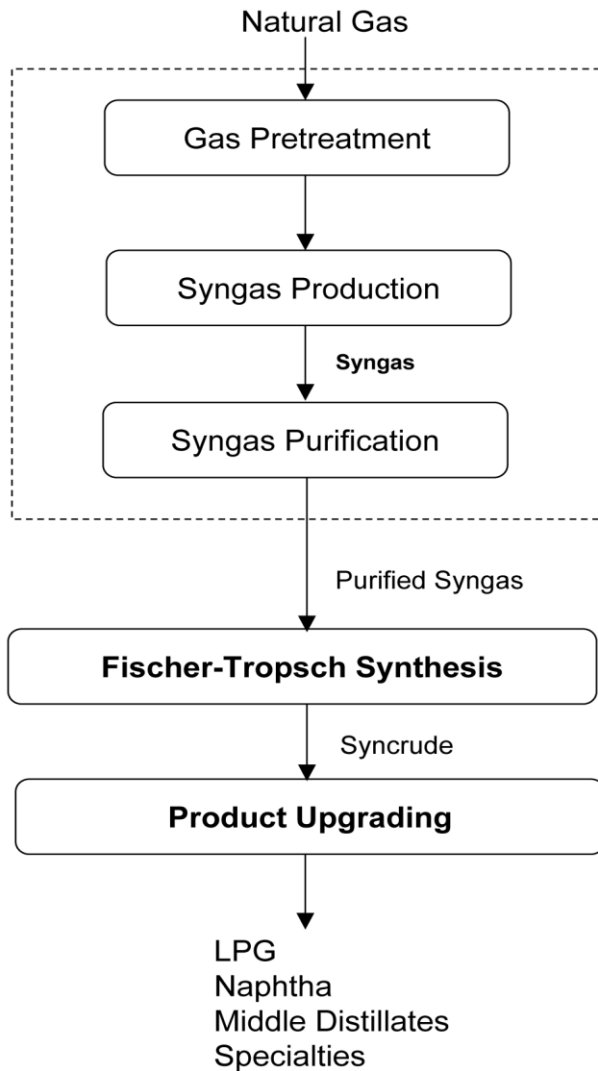 Natural Gas
Gas Pretreatment
Syngas Production
Syngas
Syngas Purification
Purified Syngas
Fischer-Tropsch Synthesis
Syncrude
Product Upgrading
LPG
Naphtha
Middle Distillates
Specialties